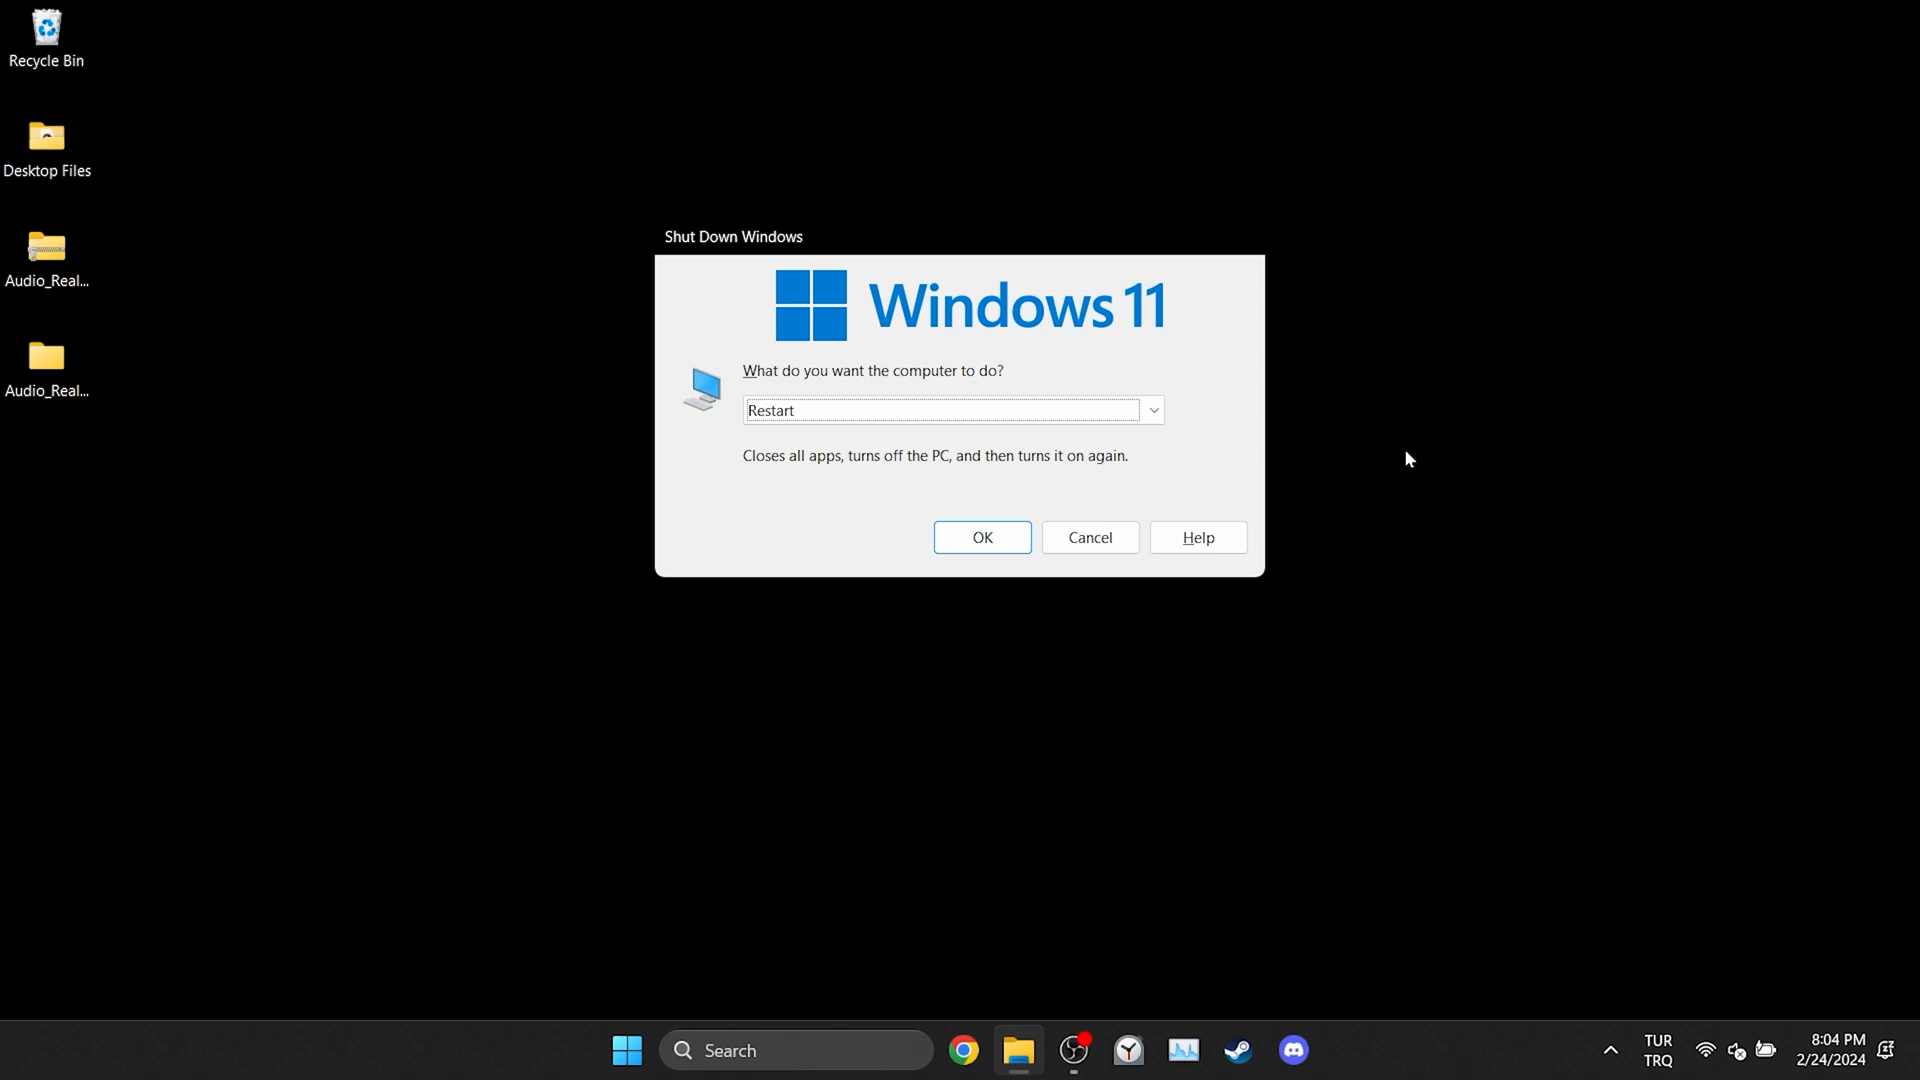 Recycle Bin
Desktop Files
Audio_Real...
Audio_Real...
Shut Down Windows
Windows 11
What do you want the computer to do?
Restart
Closes all apps, turns off the PC, and then turns it on again.
OK Cancel Help
Search
TUR
TRQ
8:04 PM
2/24/2024